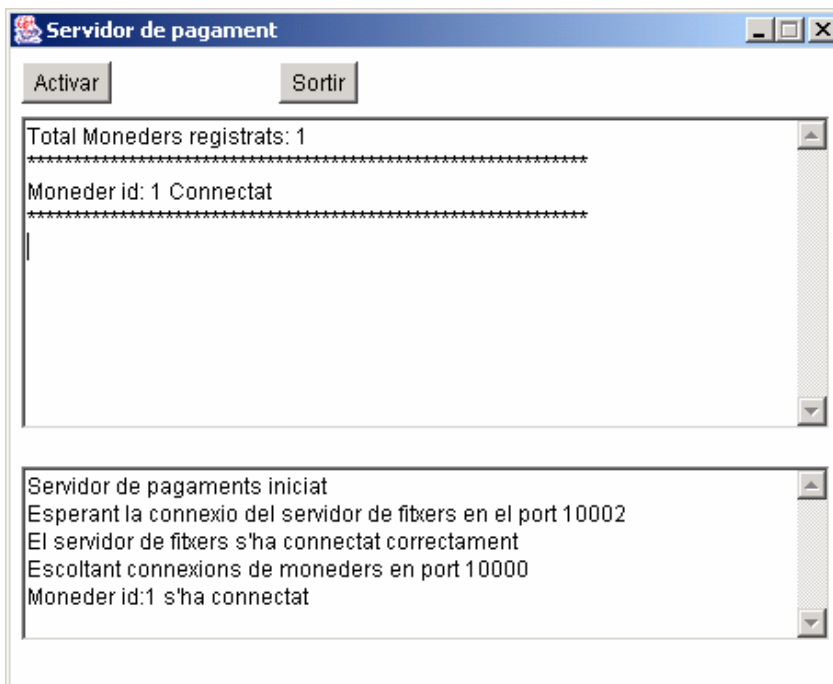 Servidor de pagament
Activar Sortir
Total Moneders registrats: 1
*************************************************************
Moneder id: 1 Connectat
*************************************************************
Servidor de pagaments iniciat
Esperant la connexio del servidor de fitxers en el port 10002
El servidor de fitxers s'ha connectat correctament
Escoltant connexions de moneders en port 10000
Moneder id:1 s'ha connectat